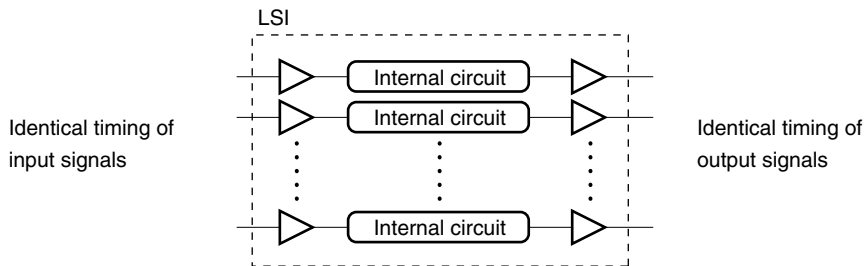 LSI
Internal circuit
Internal circuit
Identical timing of
input signals
Identical timing of
output signals
Internal circuit